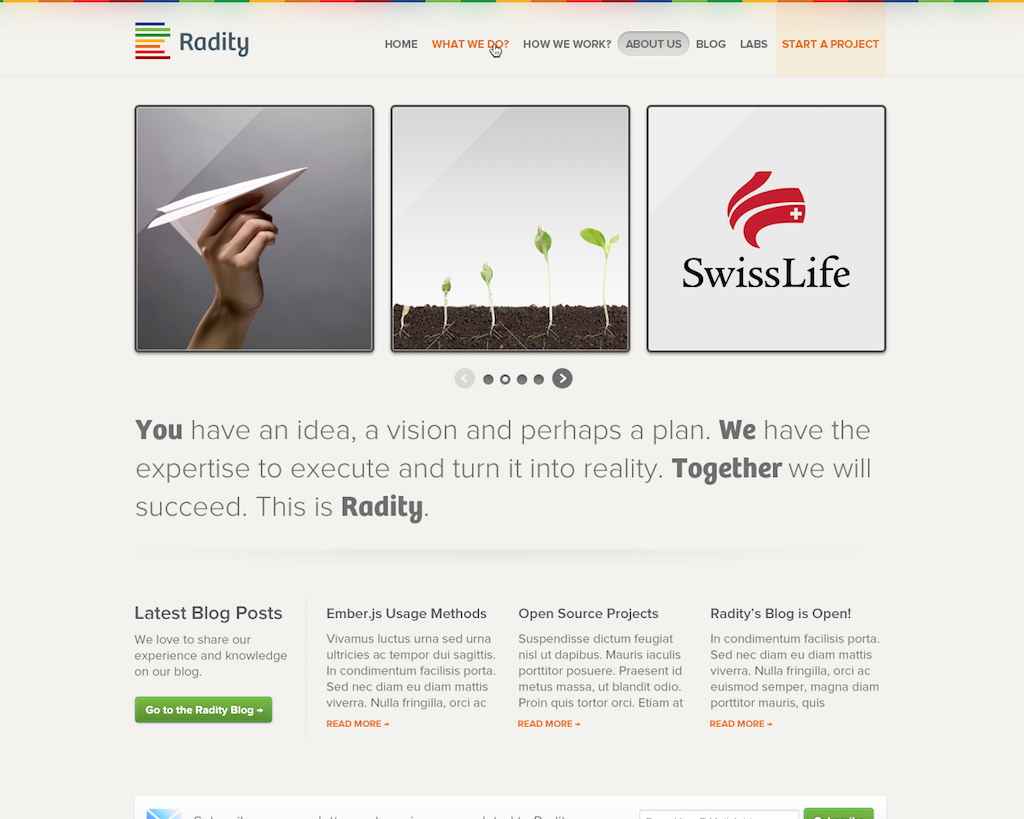 Radity
HOME WHAT WE DO? HOW WE WORK? ABOUT US BLOG LABS START A PROJECT
SwissLife
You have an idea, a vision and perhaps a plan. We have the
expertise to execute and turn it into reality. Together we will
succeed. This is Radity.
Latest Blog Posts
We love to share our
experience and knowledge
on our blog.
Go to the Radity Blog →
Ember.js Usage Methods
Vivamus luctus urna sed urna
ultricies ac tempor dui sagittis.
In condimentum facilisis porta.
Sed nec diam eu diam mattis
viverra. Nulla fringilla, orci ac
READ MORE →
Open Source Projects
Suspendisse dictum feugiat
nisl ut dapibus. Mauris iaculis
porttitor posuere. Praesent id
metus massa, ut blandit odio.
Proin quis tortor orci. Etiam at
READ MORE →
Radity’s Blog is Open!
In condimentum facilisis porta.
Sed nec diam eu diam mattis
viverra. Nulla fringilla, orci ac
euismod semper, magna diam
porttitor mauris, quis
READ MORE →